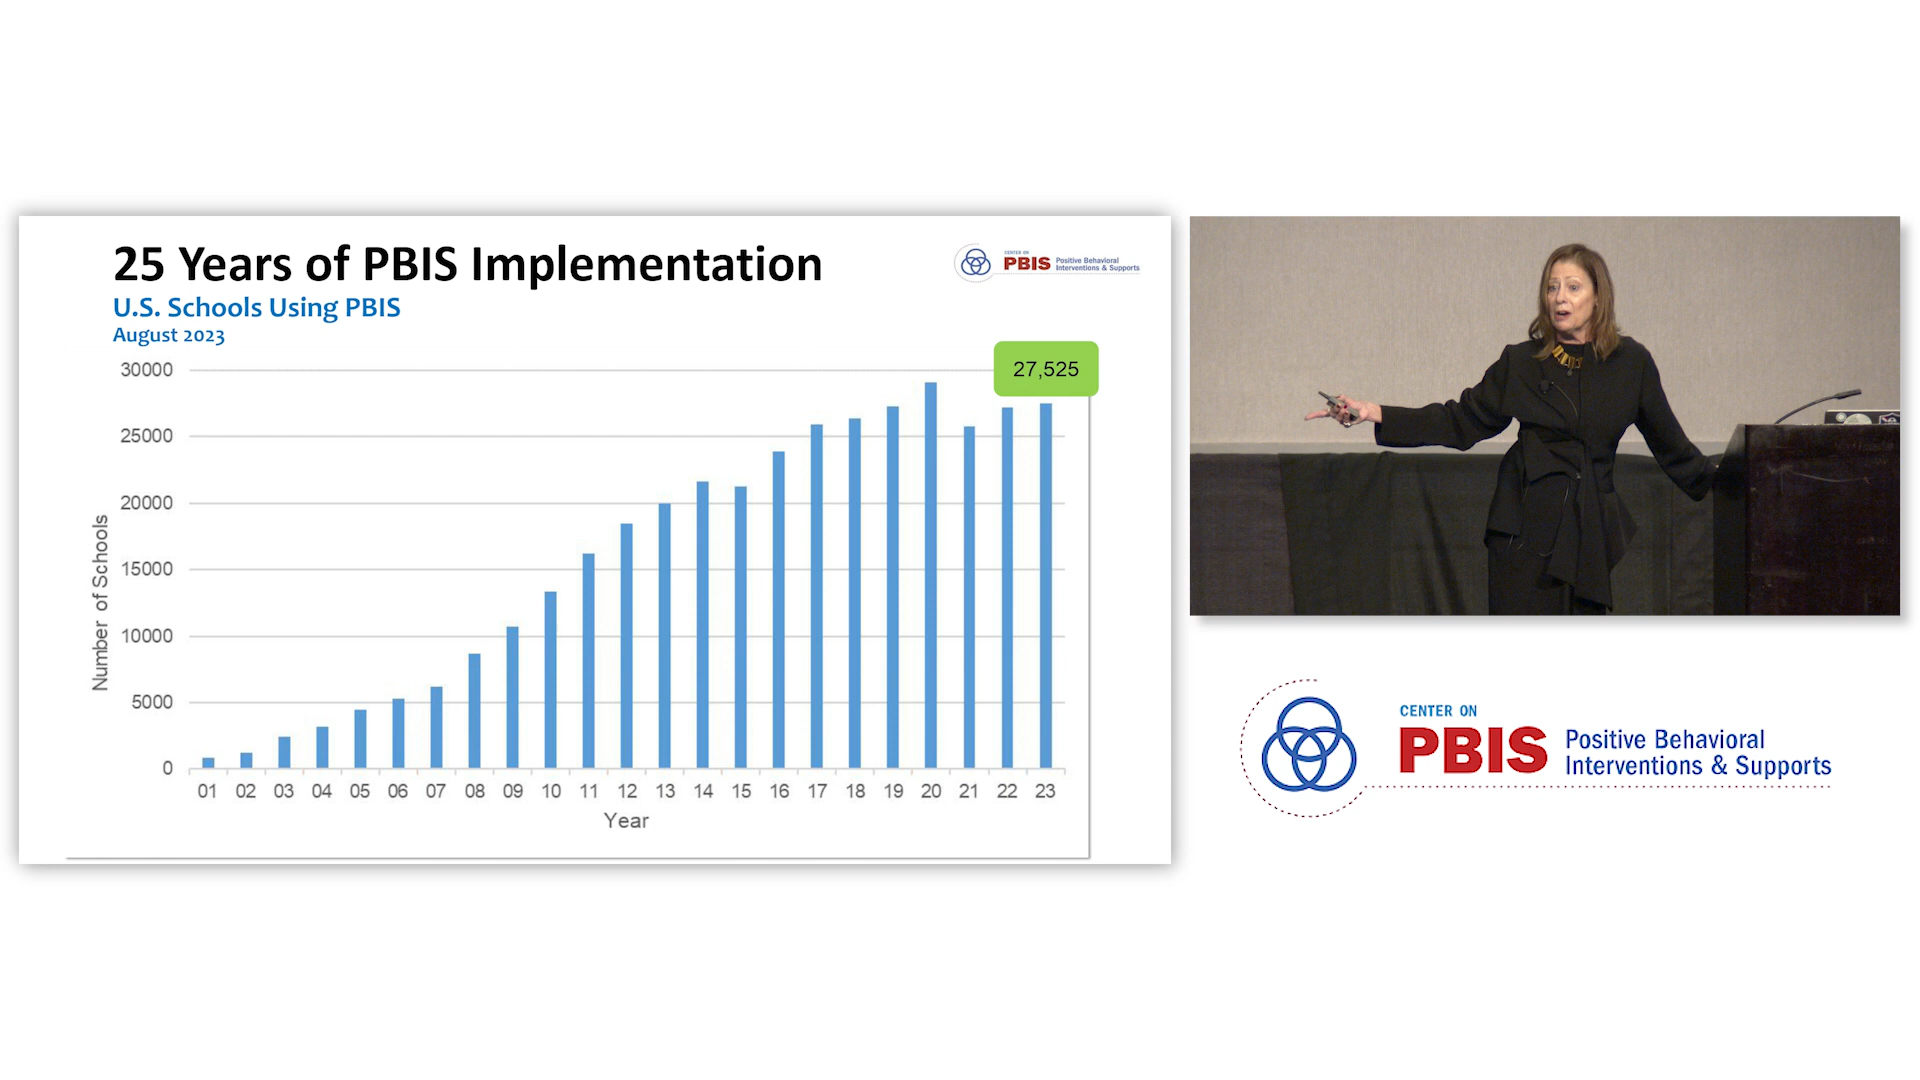 25 Years of PBIS Implementation
U.S. Schools Using PBIS
August 2023
CENTER ON
PBIS
Positive Behavioral
Interventions & Supports
27,525
30000
25000
20000
15000
10000
5000
0
Number of Schools
01 02 03 04 05 06 07 08 09 10 11 12 13 14 15 16 17 18 19 20 21 22 23
Year
CENTER ON
PBIS
Positive Behavioral
Interventions & Supports